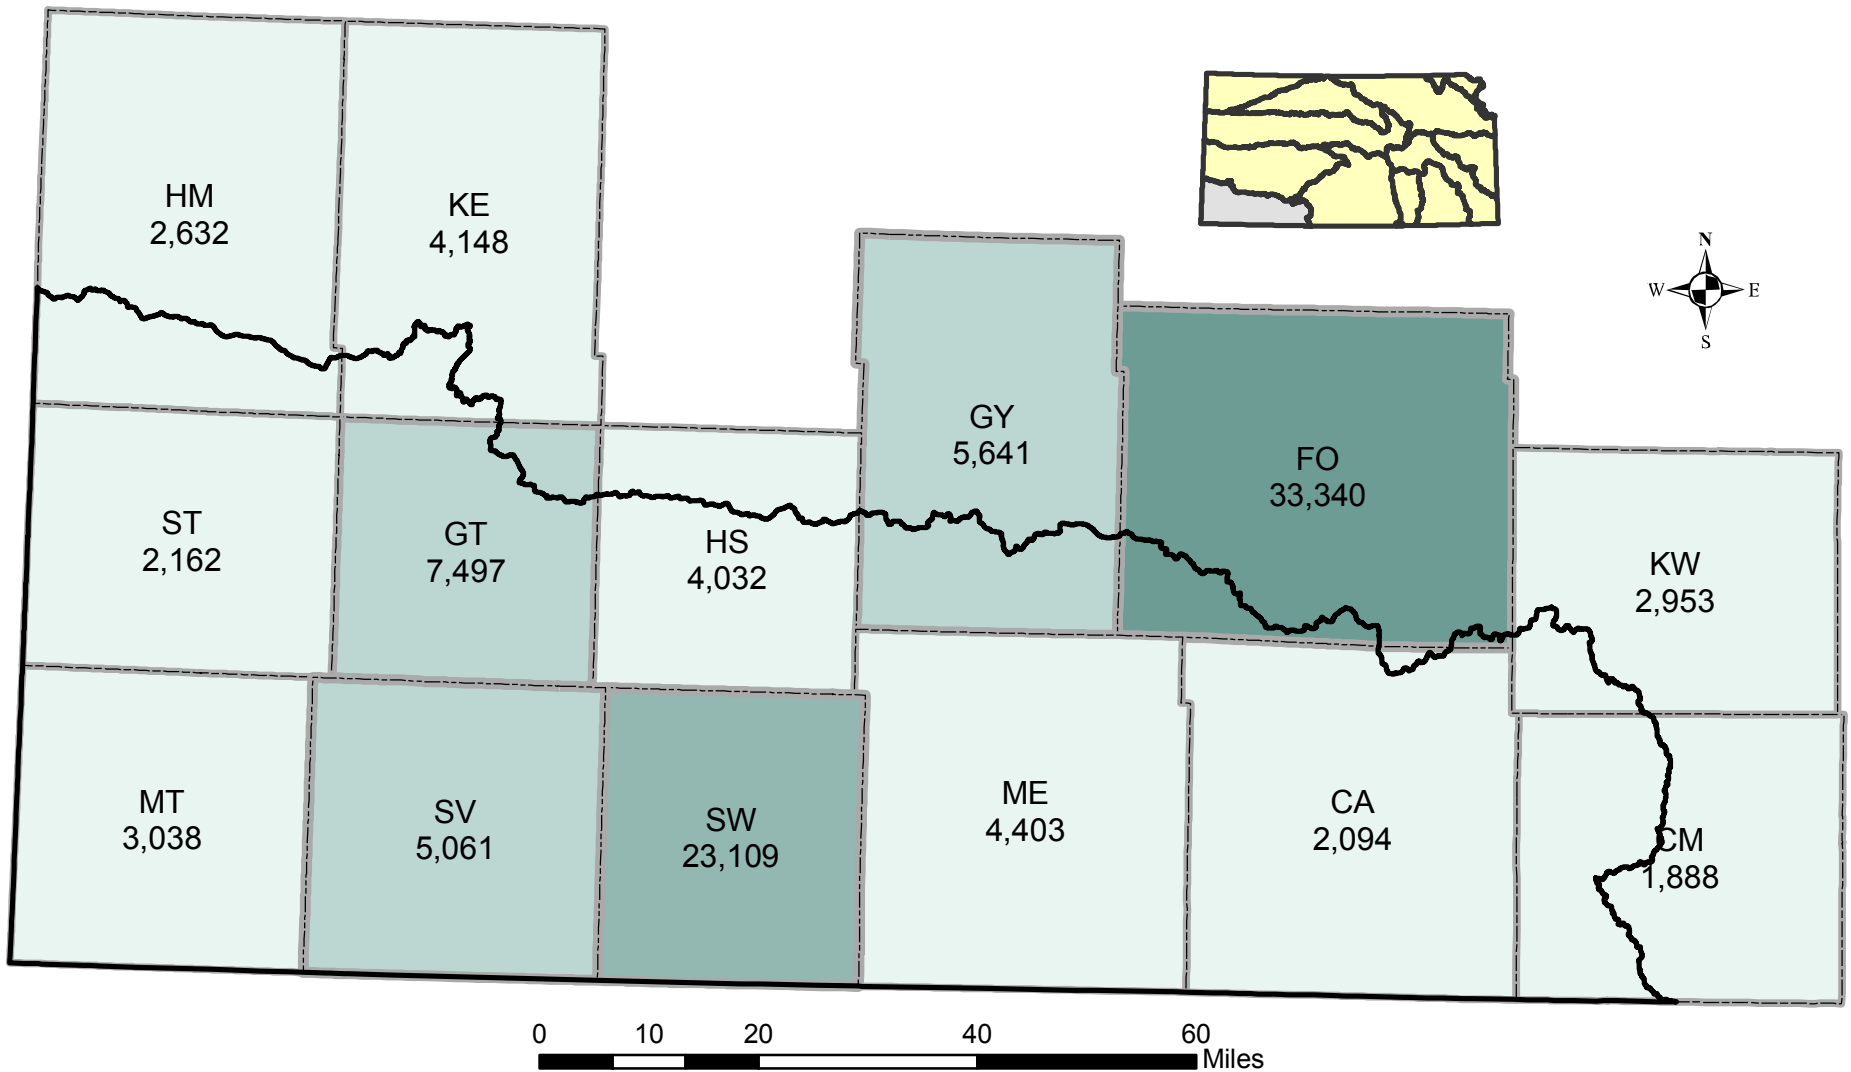 HM
2,632
KE
4,148
N
W
E
S
GY
5,641
FO
33,340
ST
2,162
GT
7,497
HS
4,032
KW
2,953
MT
3,038
SV
5,061
SW
23,109
ME
4,403
CA
2,094
CM
1,888
0 10 20 40 60
Miles